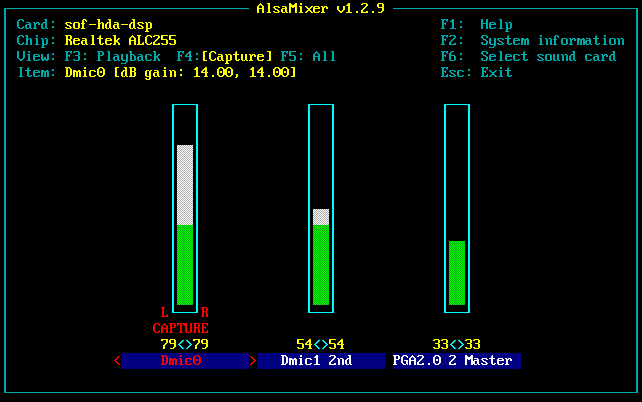 AlsaMixer v1.2.9
Card: sof-hda-dsp F1: Help
Chip: Realtek ALC255 F2: System information
View: F3: Playback F4:[Capture] F5: All F6: Select sound card
Item: Dmic0 [dB gain: 14.00, 14.00] Esc: Exit
L R
CAPTURE
79<>79 54<>54 33<>33
< Dmic0 > Dmic1 2nd PGA2.0 2 Master